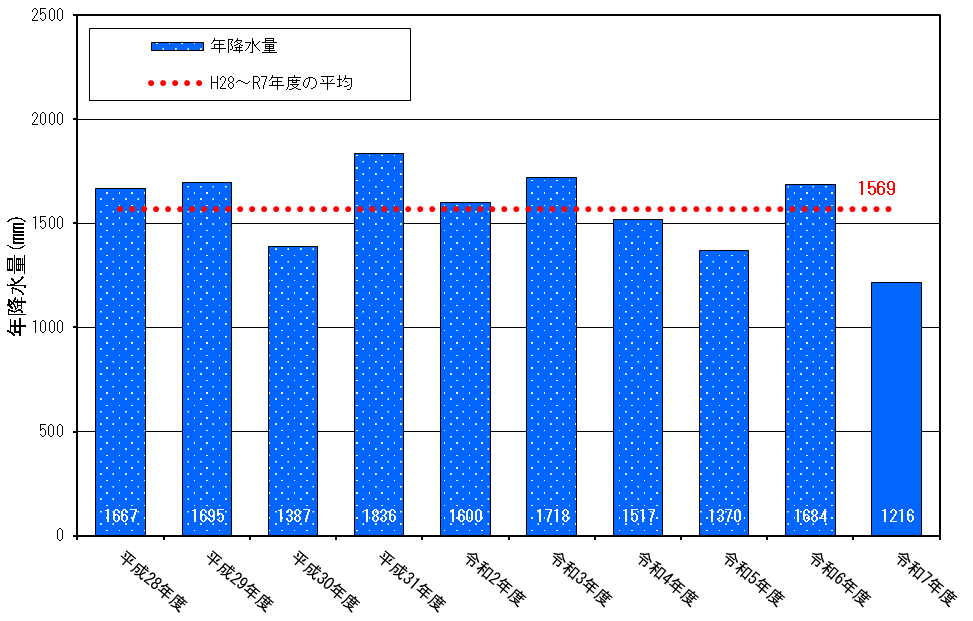 年降水量
H28～R7年度の平均
年降水量(mm)
2500
2000
1500
1000
500
0
1569
1667
1695
1387
1836
1600
1718
1517
1370
1684
1216
平成28年度
平成29年度
平成30年度
平成31年度
令和2年度
令和3年度
令和4年度
令和5年度
令和6年度
令和7年度